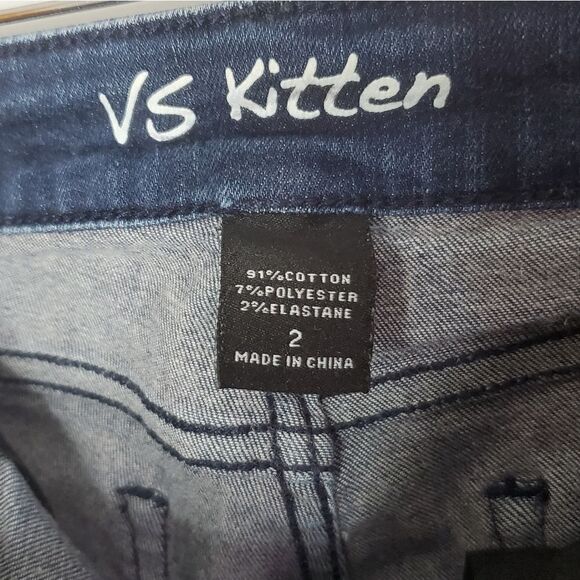 VS Kitten
91%COTTON
7%POLYESTER
2%ELASTANE
2
MADE IN CHINA